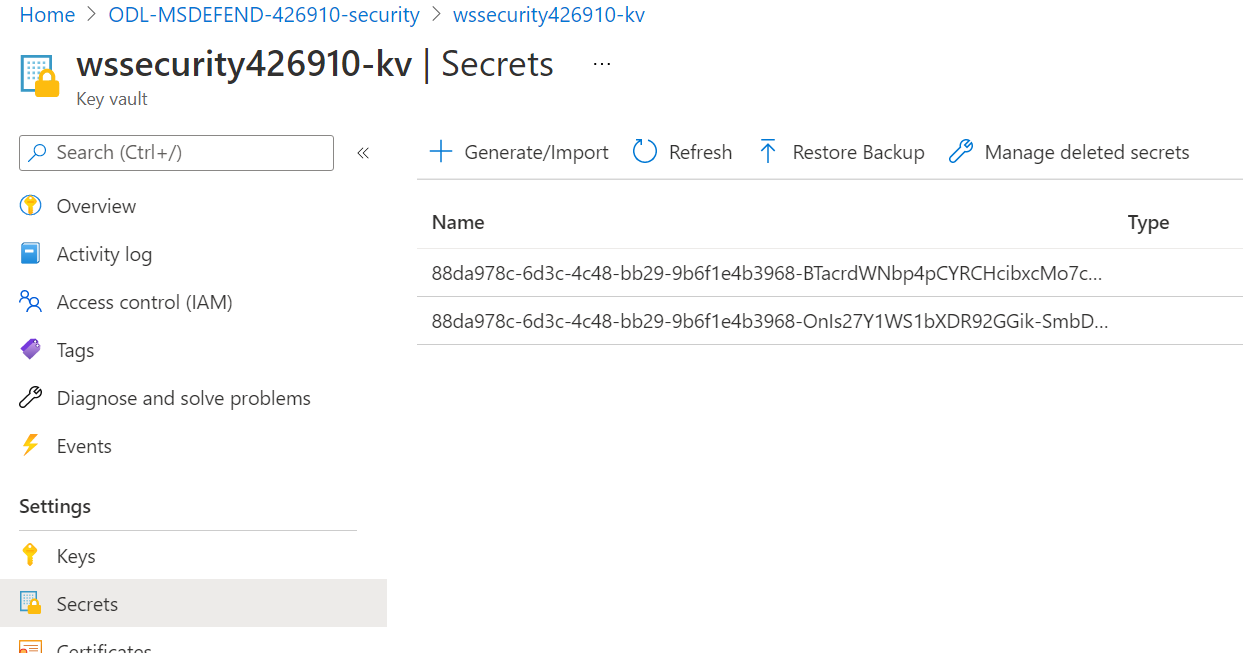 Home > ODL-MSDEFEND-426910-security > wssecurity426910-kv
wssecurity426910-kv | Secrets ...
Key vault
Search (Ctrl+/) «
Generate/Import Refresh Restore Backup Manage deleted secrets
Overview
Activity log
Access control (IAM)
Tags
Diagnose and solve problems
Events
Settings
Keys
Secrets
Certificates
Name Type
88da978c-6d3c-4c48-bb29-9b6f1e4b3968-BTacrdWNbp4pCYRCHcibxcMo7c...
88da978c-6d3c-4c48-bb29-9b6f1e4b3968-OnIs27Y1WS1bXDR92GGik-SmbD...